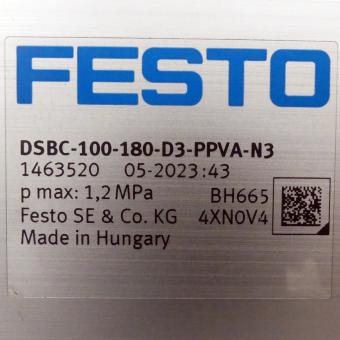 FESTO
DSBC-100-180-D3-PPVA-N3
1463520 05-2023:43
p max: 1,2 MPa BH665
Festo SE & Co. KG 4XN0V4
Made in Hungary